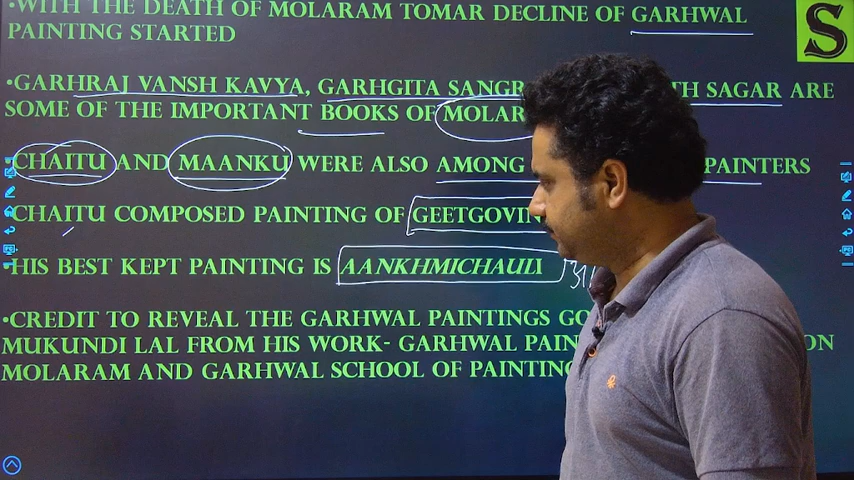 •WITH THE DEATH OF MOLARAM TOMAR DECLINE OF GARHWAL
PAINTING STARTED
S
•GARHRAJ VANSH KAVYA, GARHGITA SANGR TH SAGAR ARE
SOME OF THE IMPORTANT BOOKS OF MOLAR
•CHAITU AND MAANKU WERE ALSO AMONG PAINTERS
•CHAITU COMPOSED PAINTING OF GEETGOVIN
•HIS BEST KEPT PAINTING IS AANKHMICHAULI
•CREDIT TO REVEAL THE GARHWAL PAINTINGS GO
MUKUNDI LAL FROM HIS WORK- GARHWAL PAIN ON
MOLARAM AND GARHWAL SCHOOL OF PAINTING